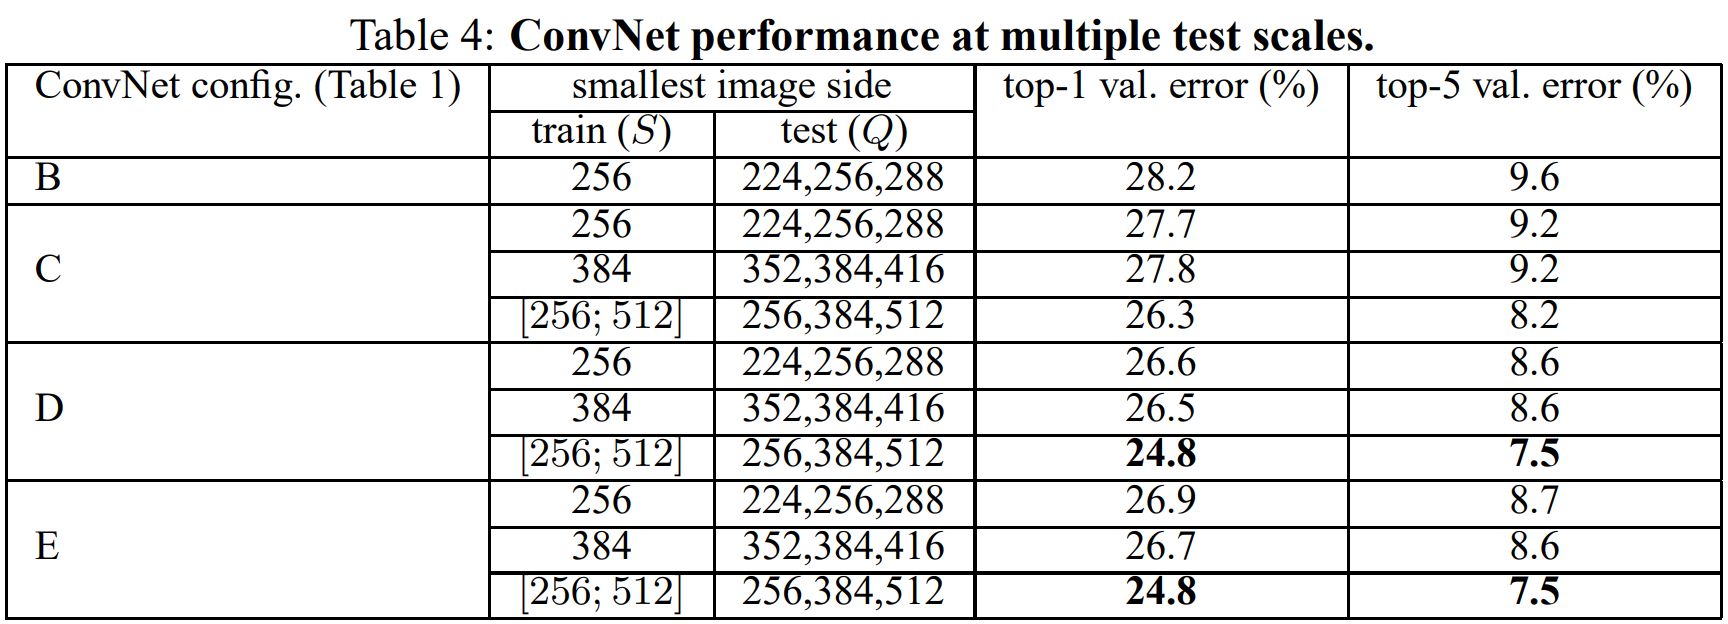 Table 4: ConvNet performance at multiple test scales.
ConvNet config. (Table 1) smallest image side top-1 val. error (%) top-5 val. error (%)
train (S) test (Q)
B 256 224,256,288 28.2 9.6
256 224,256,288 27.7 9.2
C 384 352,384,416 27.8 9.2
[256; 512] 256,384,512 26.3 8.2
256 224,256,288 26.6 8.6
D 384 352,384,416 26.5 8.6
[256; 512] 256,384,512 24.8 7.5
256 224,256,288 26.9 8.7
E 384 352,384,416 26.7 8.6
[256; 512] 256,384,512 24.8 7.5